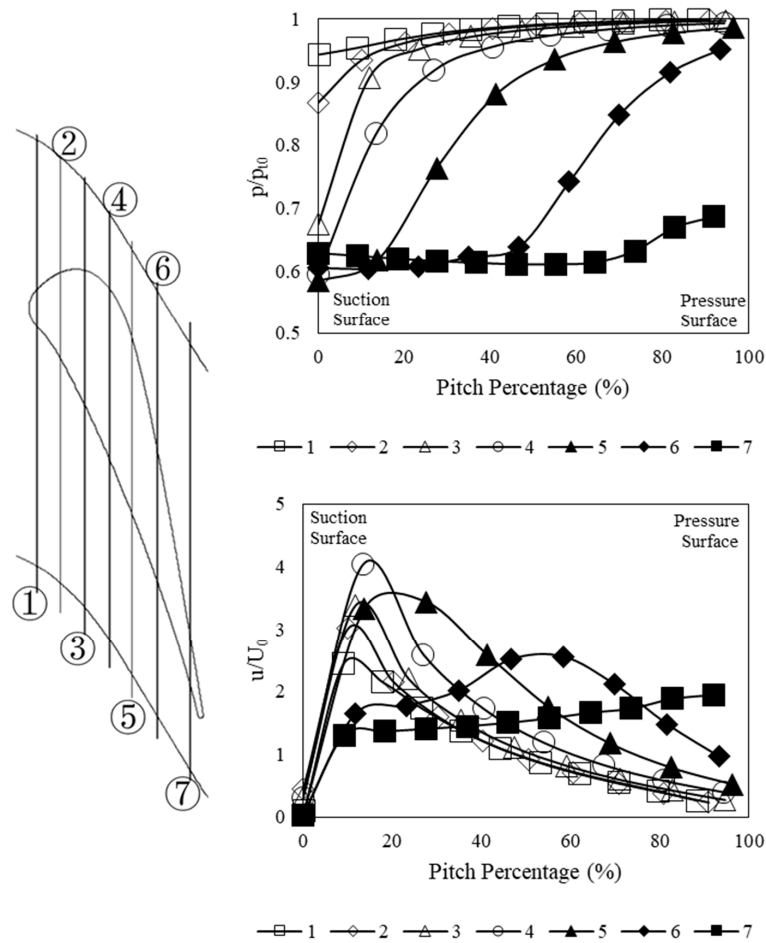 ②
④
⑥
①
③
⑤
⑦
1
0.9
0.8
0.7
0.6
0.5
p/pt0
Suction
Surface
Pressure
Surface
0 20 40 60 80 100
Pitch Percentage (%)
1 2 3 4 5 6 7
5
4
3
2
1
0
u/U0
Suction
Surface
Pressure
Surface
0 20 40 60 80 100
Pitch Percentage (%)
1 2 3 4 5 6 7